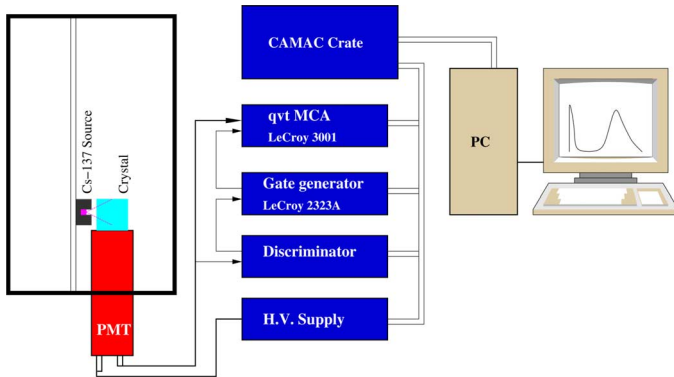 CAMAC Crate
qvt MCA
LeCroy 3001
Gate generator
LeCroy 2323A
Discriminator
H.V. Supply
PC
Cs-137 Source
Crystal
PMT